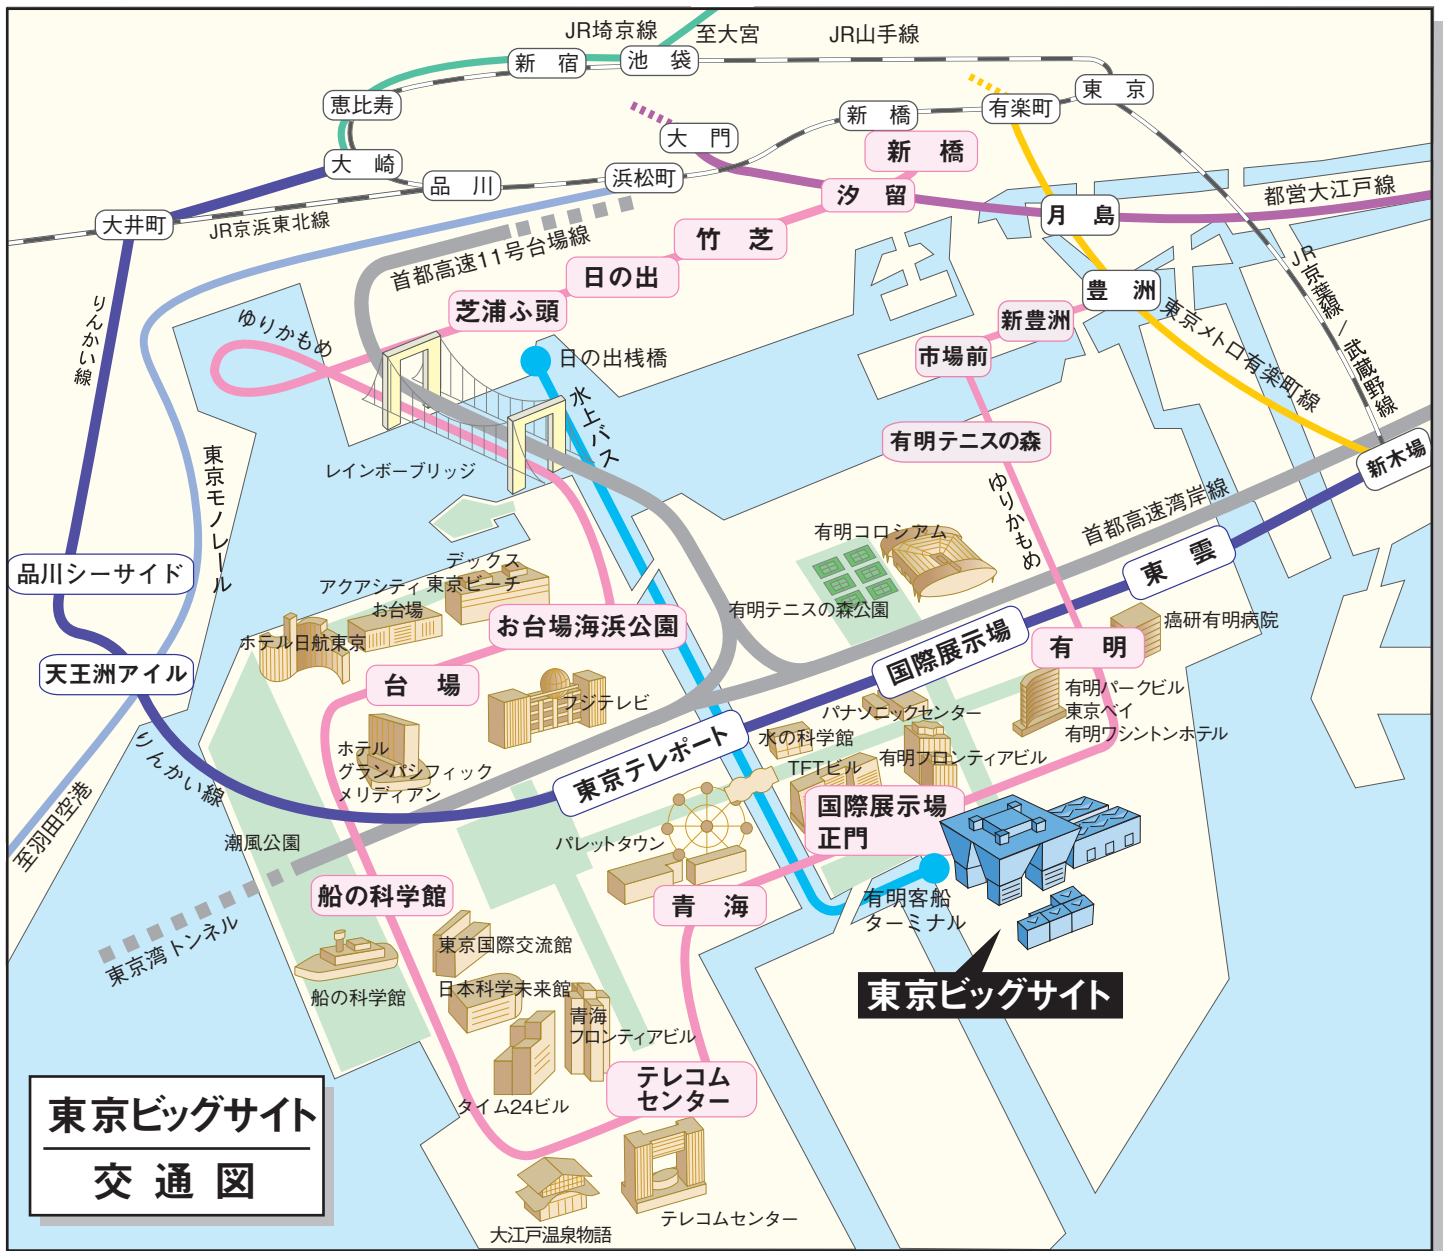 JR埼京線
至大宮
JR山手線
新宿
池袋
東京
恵比寿
有楽町
新橋
大門
新橋
大崎
品川
浜松町
汐留
都営大江戸線
月島
大井町
JR京浜東北線
竹芝
首都高速11号台場線
日の出
豊洲
JR京葉線/武蔵野線
芝浦ふ頭
新豊洲
東京メトロ有楽町線
ゆりかもめ
りんかい線
日の出桟橋
市場前
水上バス
有明テニスの森
新木場
レインボーブリッジ
東京モノレール
ゆりかもめ
首都高速湾岸線
有明コロシアム
品川シーサイド
デックス
東京ビーチ
アクアシティ
お台場
東雲
有明テニスの森公園
癌研有明病院
お台場海浜公園
ホテル日航東京
国際展示場
有明
天王洲アイル
台場
フジテレビ
有明パークビル
東京ベイ
有明ワシントンホテル
パナソニックセンター
りんかい線
ホテル
グランパシフィック
メリディアン
東京テレポート
水の科学館
有明フロンティアビル
TFTビル
至羽田空港
国際展示場
正門
潮風公園
パレットタウン
船の科学館
青海
有明客船
ターミナル
東京湾トンネル
東京国際交流館
船の科学館
日本科学未来館
東京ビッグサイト
青海
フロンティアビル
テレコム
センター
タイム24ビル
東京ビッグサイト
交通図
大江戸温泉物語
テレコムセンター